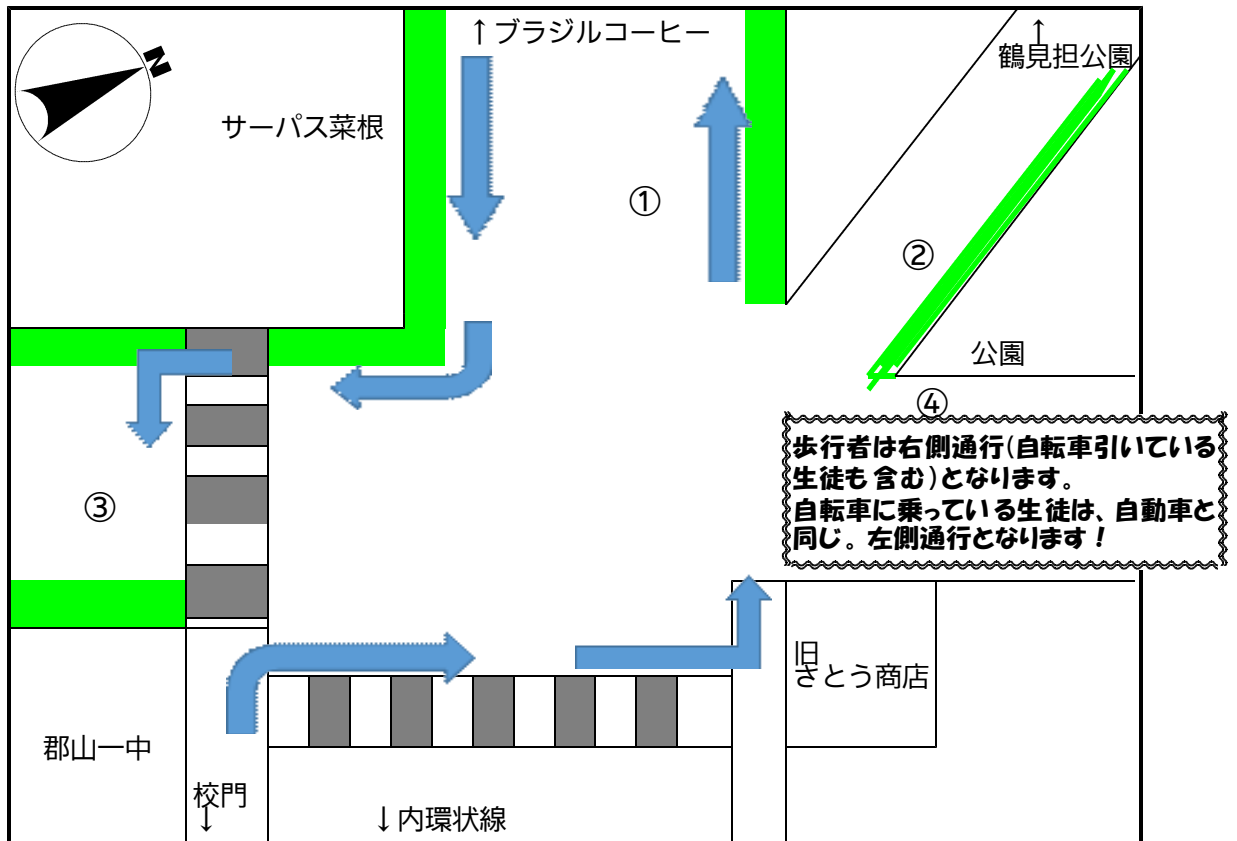 ↑ブラジルコーヒー
↑
鶴見担公園
N
サーパス菜根
①
②
公園
④
歩行者は右側通行(自転車引いている
生徒も含む)となります。
自転車に乗っている生徒は、自動車と
同じ。左側通行となります！
③
旧
さとう商店
郡山一中
校門
↓
↓内環状線